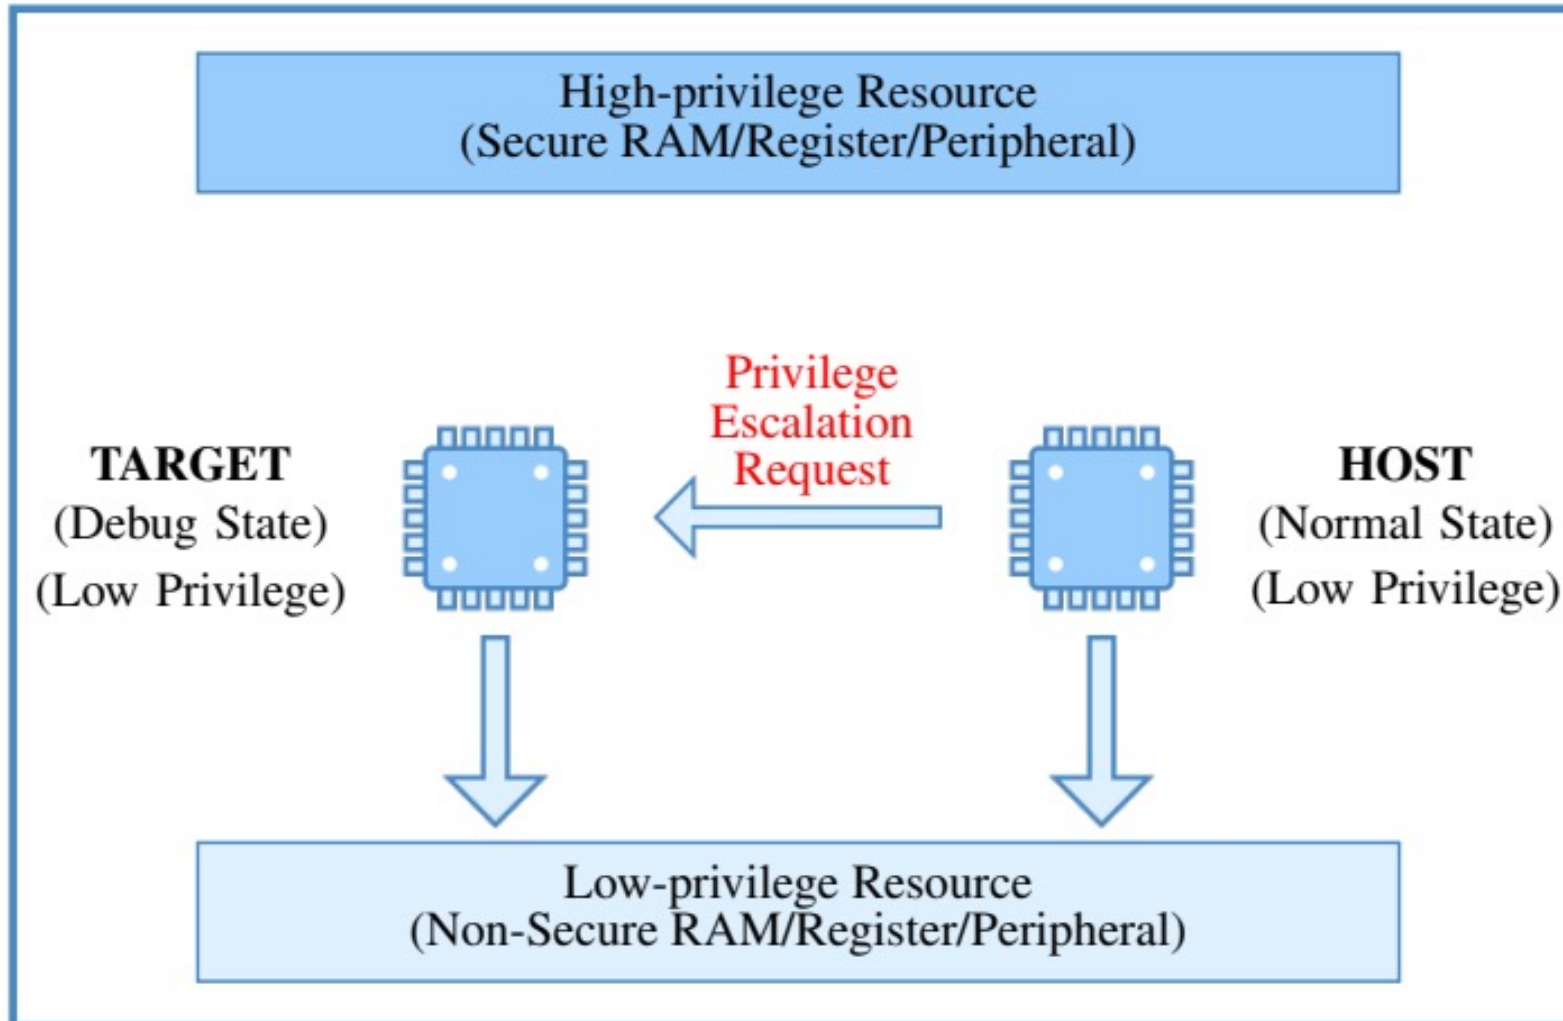 High-privilege Resource
(Secure RAM/Register/Peripheral)
Privilege
Escalation
Request
TARGET
(Debug State)
(Low Privilege)
HOST
(Normal State)
(Low Privilege)
Low-privilege Resource
(Non-Secure RAM/Register/Peripheral)